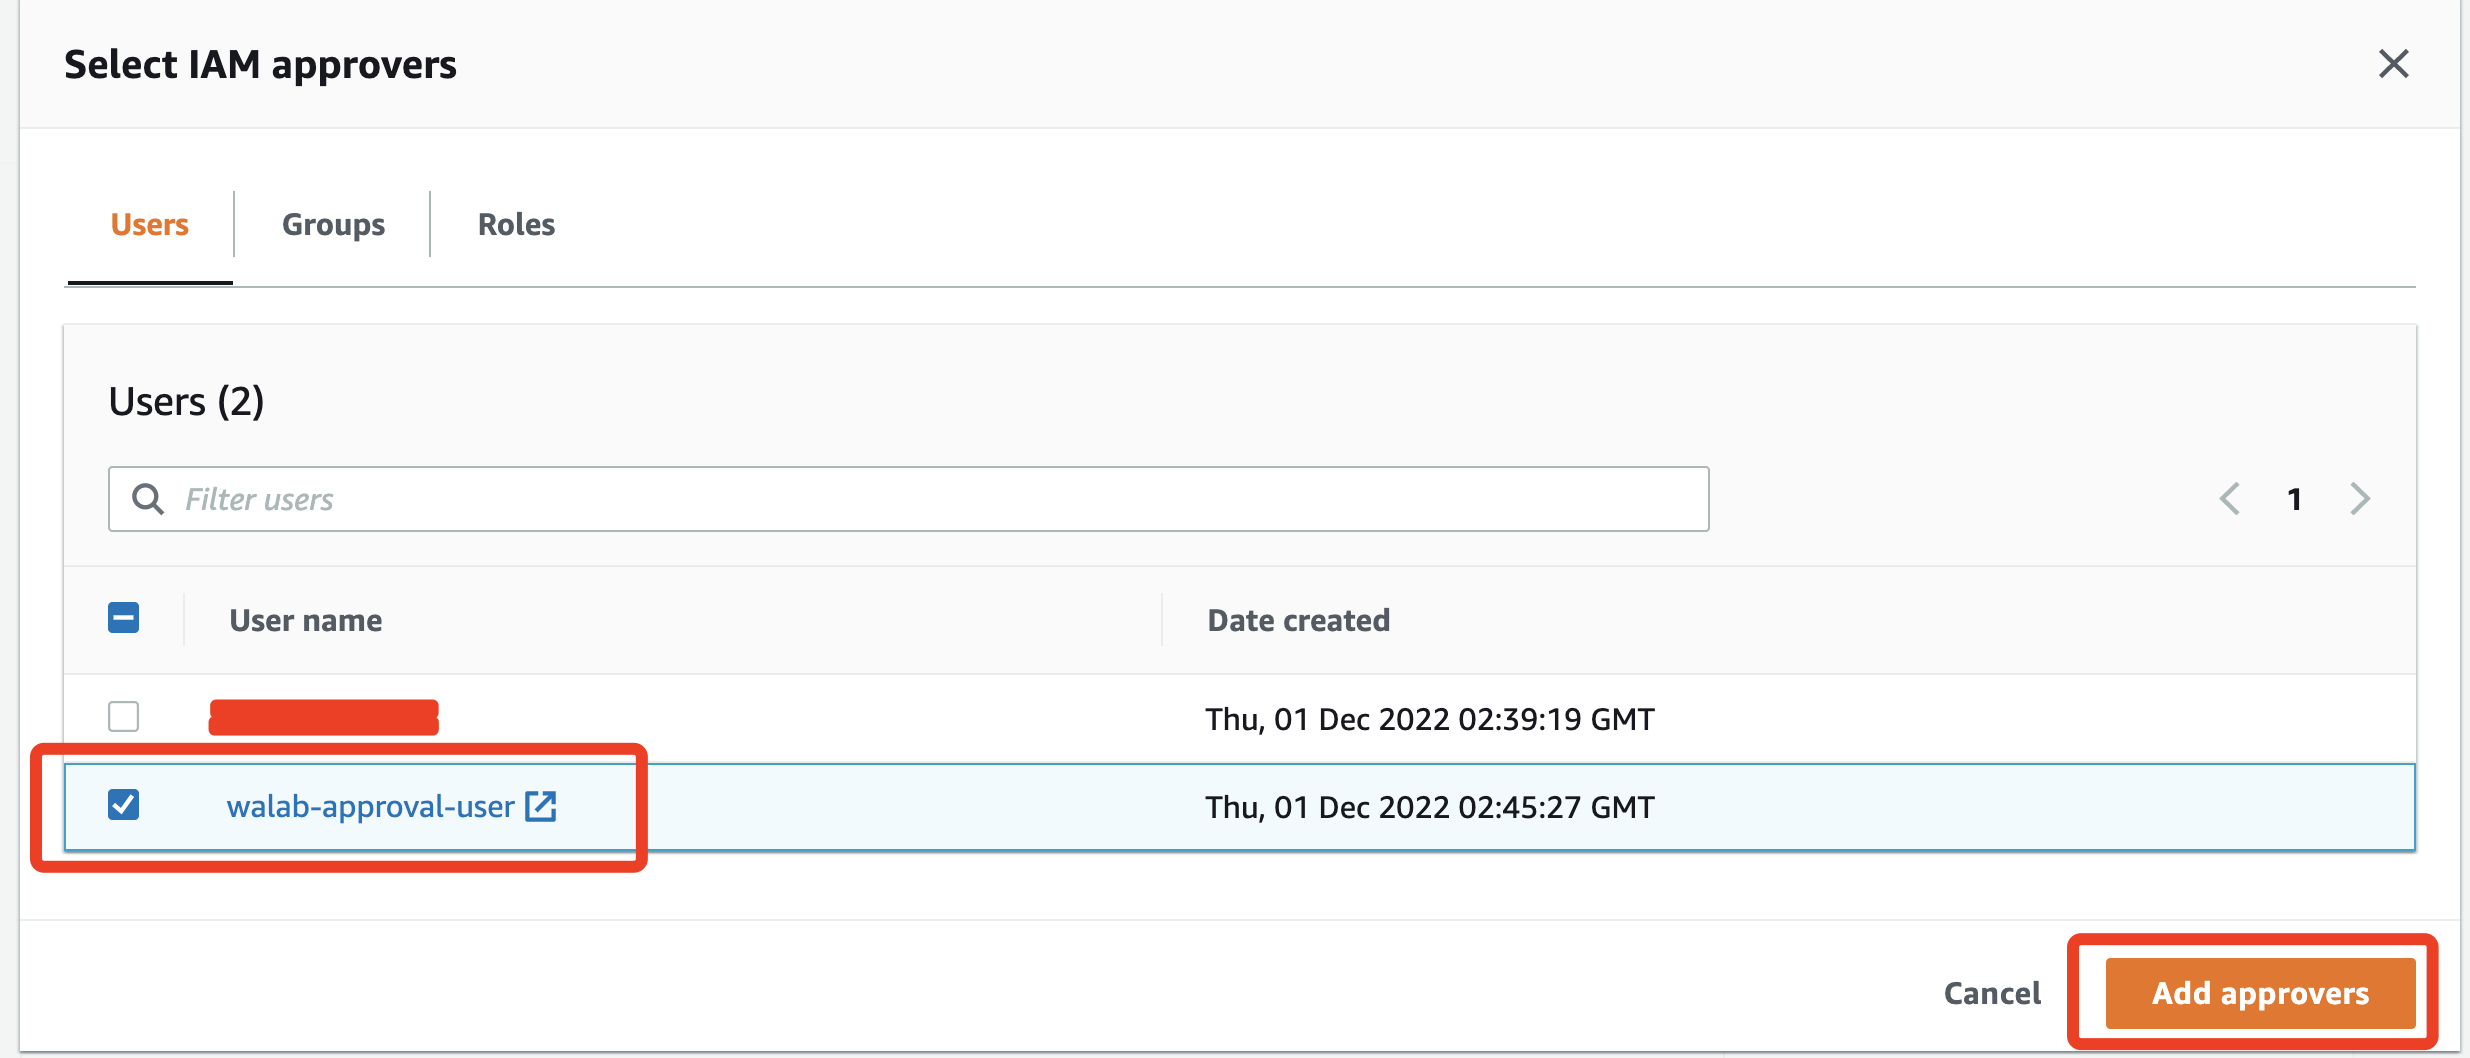 Select IAM approvers
Users
Groups
Roles
Users (2)
Filter users
1
User name
Date created
Thu, 01 Dec 2022 02:39:19 GMT
walab-approval-user
Thu, 01 Dec 2022 02:45:27 GMT
Cancel
Add approvers